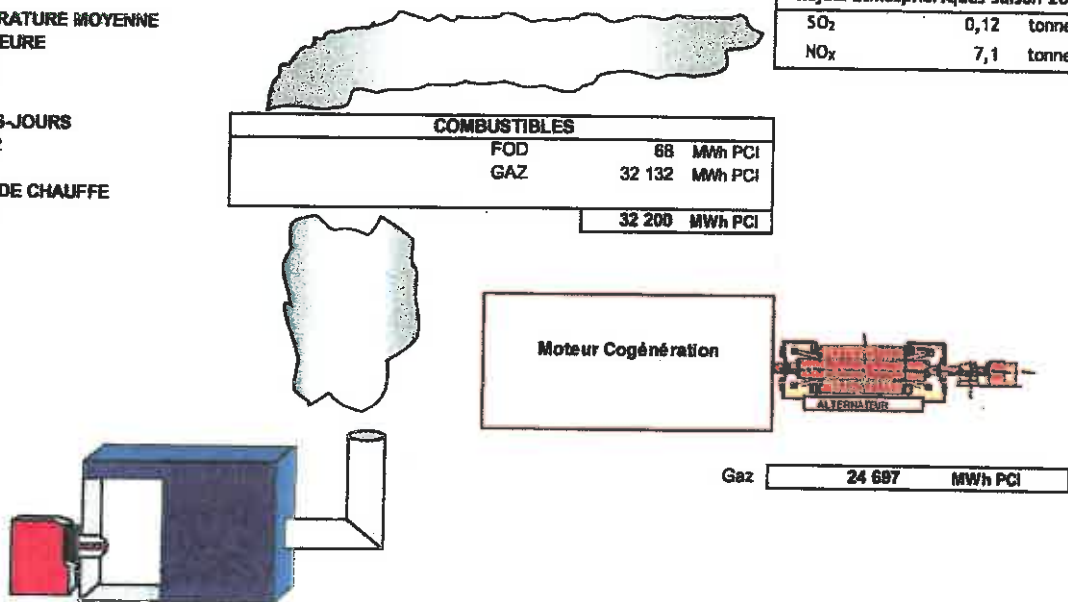 RATURE MOYENNE
EURE
SO₂ 0,12 tonne
NOx 7,1 tonne
-JOURS
DE CHAUFFE
COMBUSTIBLES
FOD 68 MWh PCI
GAZ 32 132 MWh PCI
32 200 MWh PCI
Moteur Cogénération
ALTERNATEUR
Gaz 24 697 MWh PCI